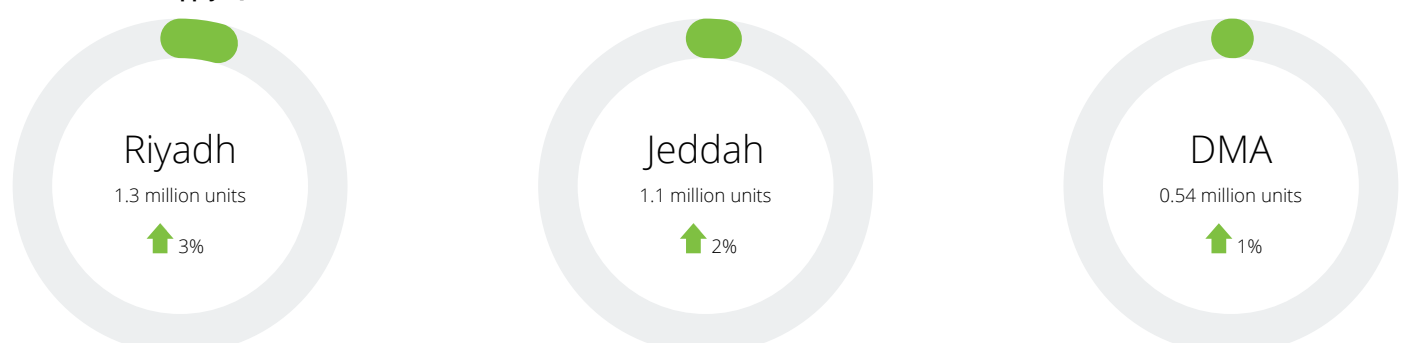 Riyadh
1.3 million units
3%
Jeddah
1.1 million units
2%
DMA
0.54 million units
1%